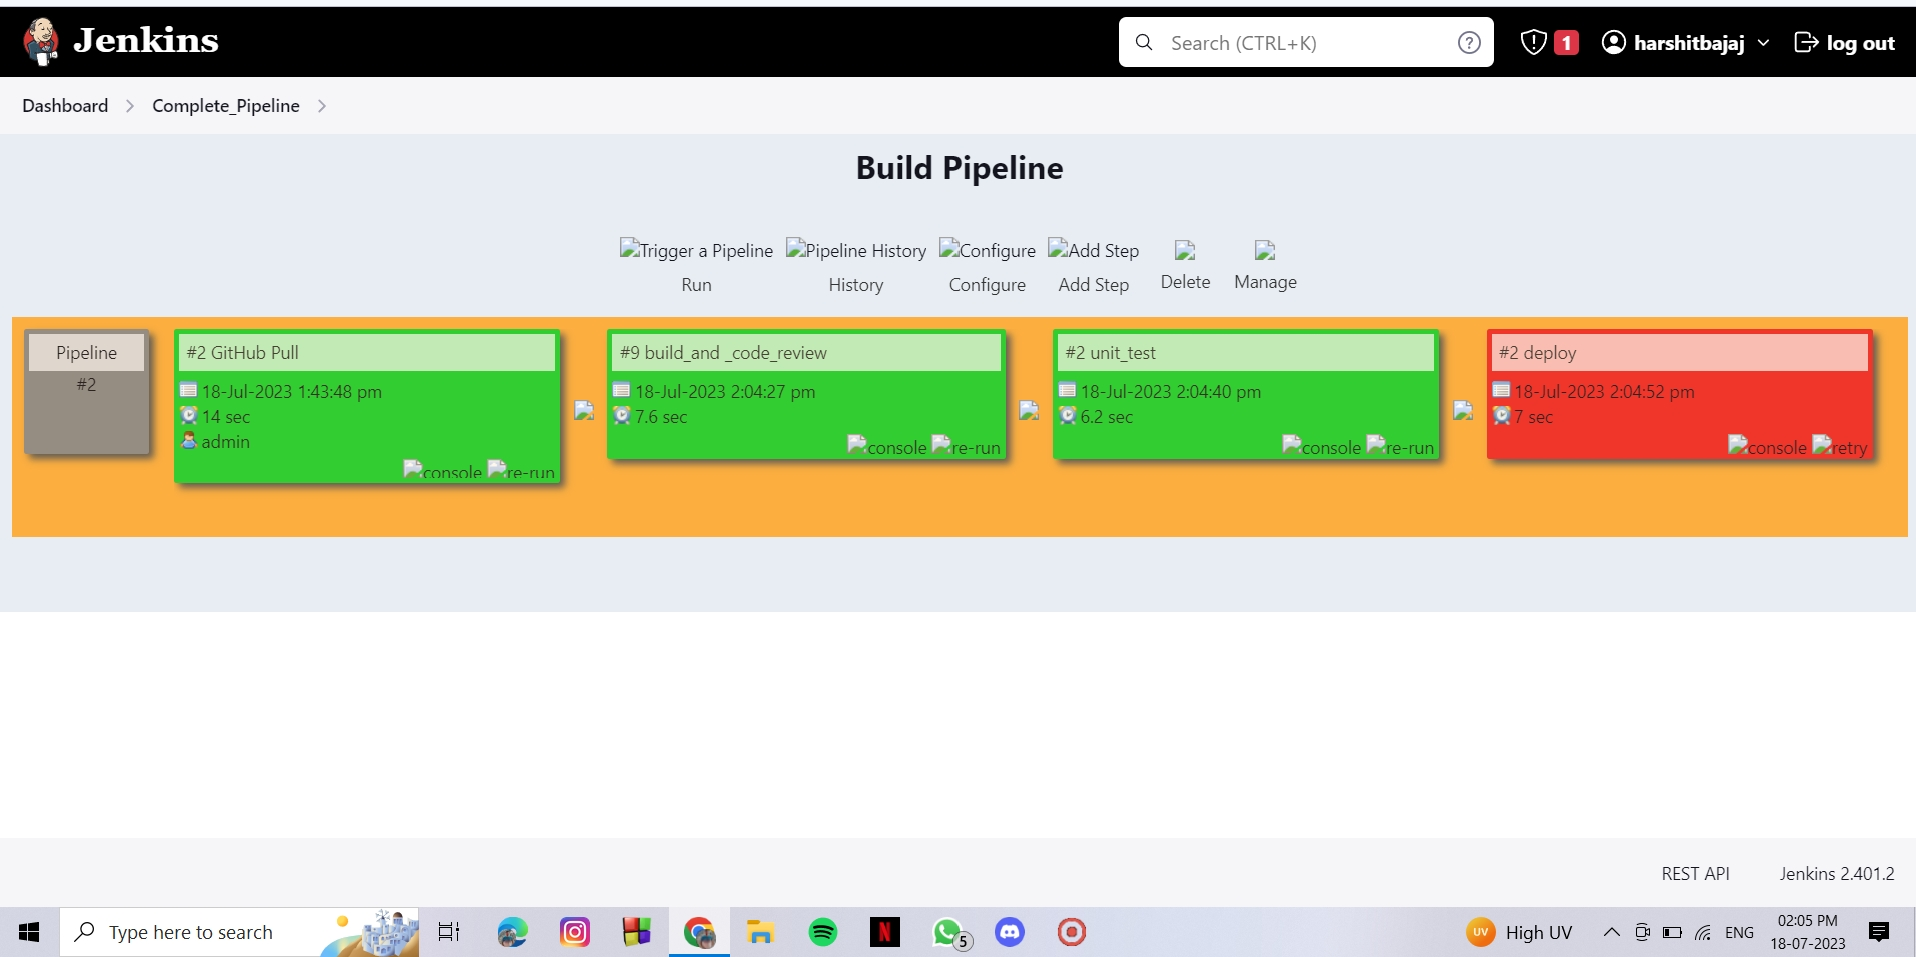 Jenkins
Search (CTRL+K)
?
1
harshitbajaj
log out
Dashboard
Complete_Pipeline
Build Pipeline
Trigger a Pipeline
Pipeline History
Configure
Add Step
Run
History
Configure
Add Step
Delete
Manage
Pipeline
#2
#2 GitHub Pull
18-Jul-2023 1:43:48 pm
14 sec
admin
console re-run
#9 build_and _code_review
18-Jul-2023 2:04:27 pm
7.6 sec
console re-run
#2 unit_test
18-Jul-2023 2:04:40 pm
6.2 sec
console re-run
#2 deploy
18-Jul-2023 2:04:52 pm
7 sec
console retry
REST API
Jenkins 2.401.2
Type here to search
N
5
UV
High UV
ENG
02:05 PM
18-07-2023